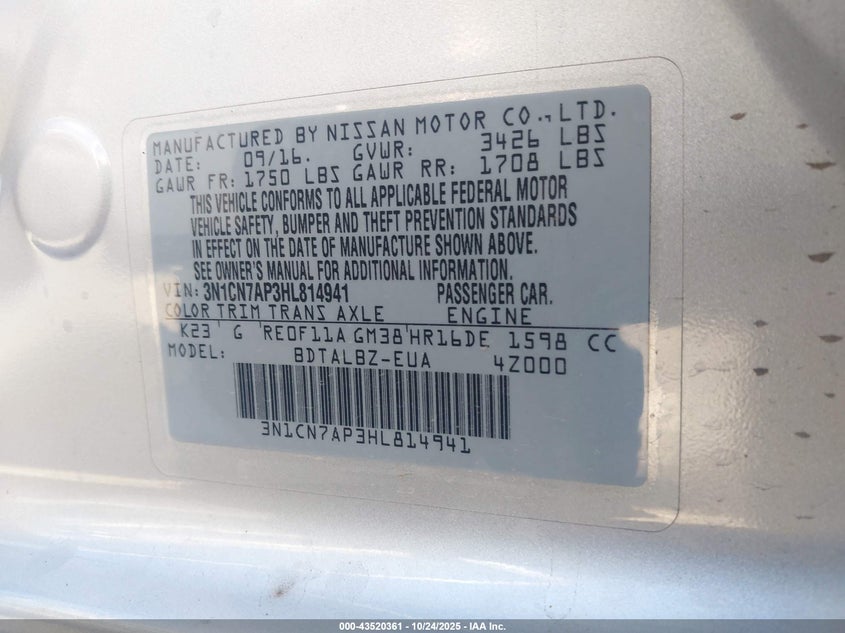 MANUFACTURED BY NISSAN MOTOR CO.,LTD.
DATE: 09/16. GVWR: 3426 LBS
GAWR FR: 1750 LBS GAWR RR: 1708 LBS
THIS VEHICLE CONFORMS TO ALL APPLICABLE FEDERAL MOTOR
VEHICLE SAFETY, BUMPER AND THEFT PREVENTION STANDARDS
IN EFFECT ON THE DATE OF MANUFACTURE SHOWN ABOVE.
SEE OWNER'S MANUAL FOR ADDITIONAL INFORMATION.
VIN: 3N1CN7AP3HL814941 PASSENGER CAR.
COLOR TRIM TRANS AXLE ENGINE
K23 G RE0F11A GM38 HR16DE 1598 CC
MODEL: BDTALBZ-EUA 4Z000
3N1CN7AP3HL814941
000-43520361 - 10/24/2025 - IAA Inc.